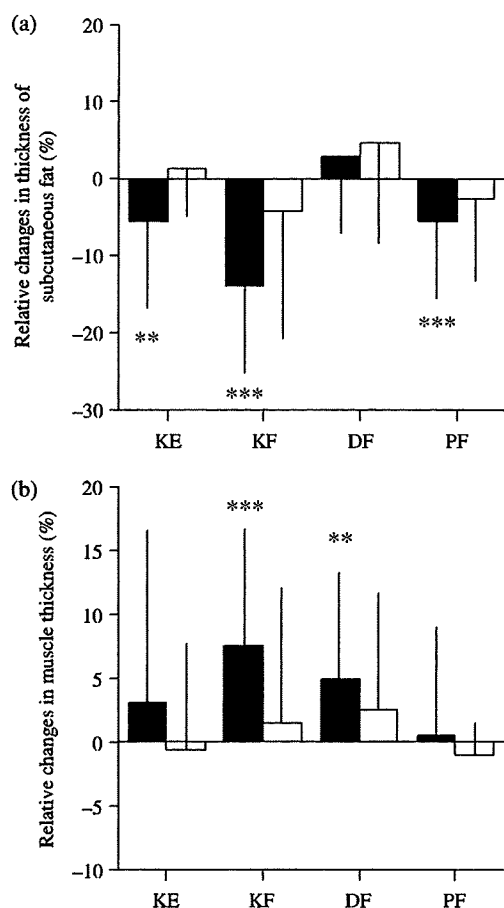 (a)
Relative changes in thickness of
subcutaneous fat (%)
20
10
0
−10
−20
−30
**
***
***
KE KF DF PF
(b)
Relative changes in muscle thickness (%)
20
15
10
5
0
−5
−10
***
**
KE KF DF PF